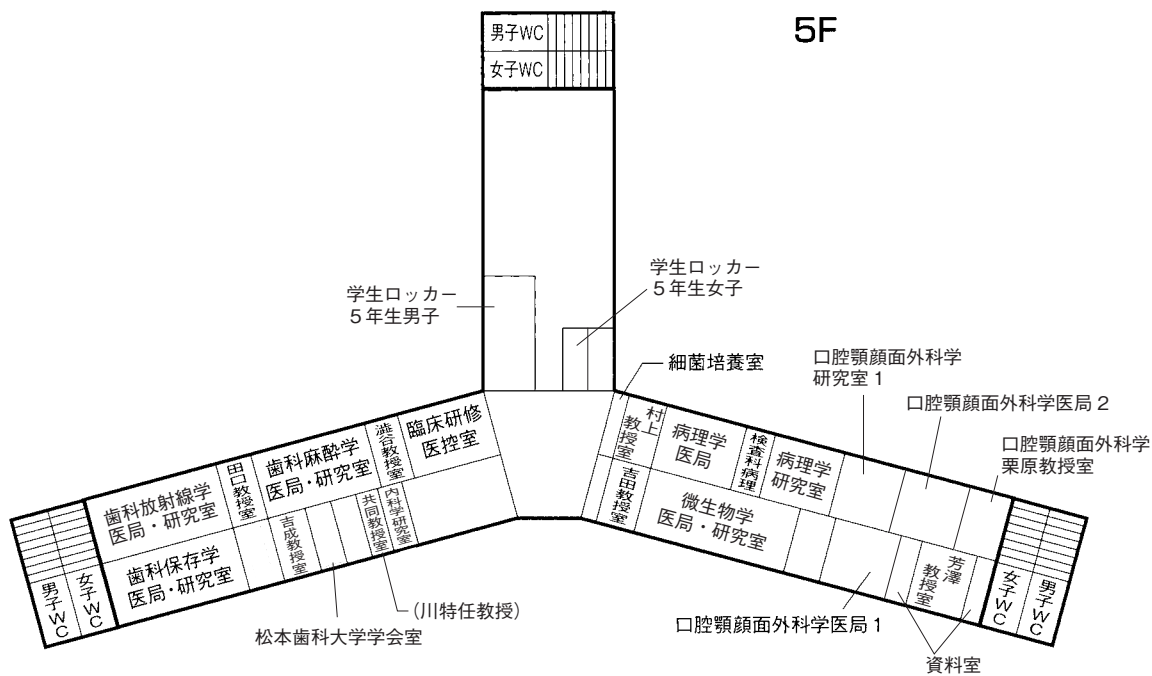 5F
男子WC
女子WC
学生ロッカー
５年生男子
学生ロッカー
５年生女子
細菌培養室
口腔顎顔面外科学
研究室１
口腔顎顔面外科学医局２
口腔顎顔面外科学
栗原教授室
歯科放射線学
医局・研究室
田口教授室
歯科麻酔学
医局・研究室
澁谷教授室
臨床研修
医控室
村上
教授室
病理学
医局
検査科病理
病理学
研究室
男子WC
女子WC
歯科保存学
医局・研究室
吉成教授室
共同教授室
内科学研究室
吉田教授室
微生物学
医局・研究室
芳澤
教授室
女子WC
男子WC
(川特任教授)
松本歯科大学学会室
口腔顎顔面外科学医局１
資料室